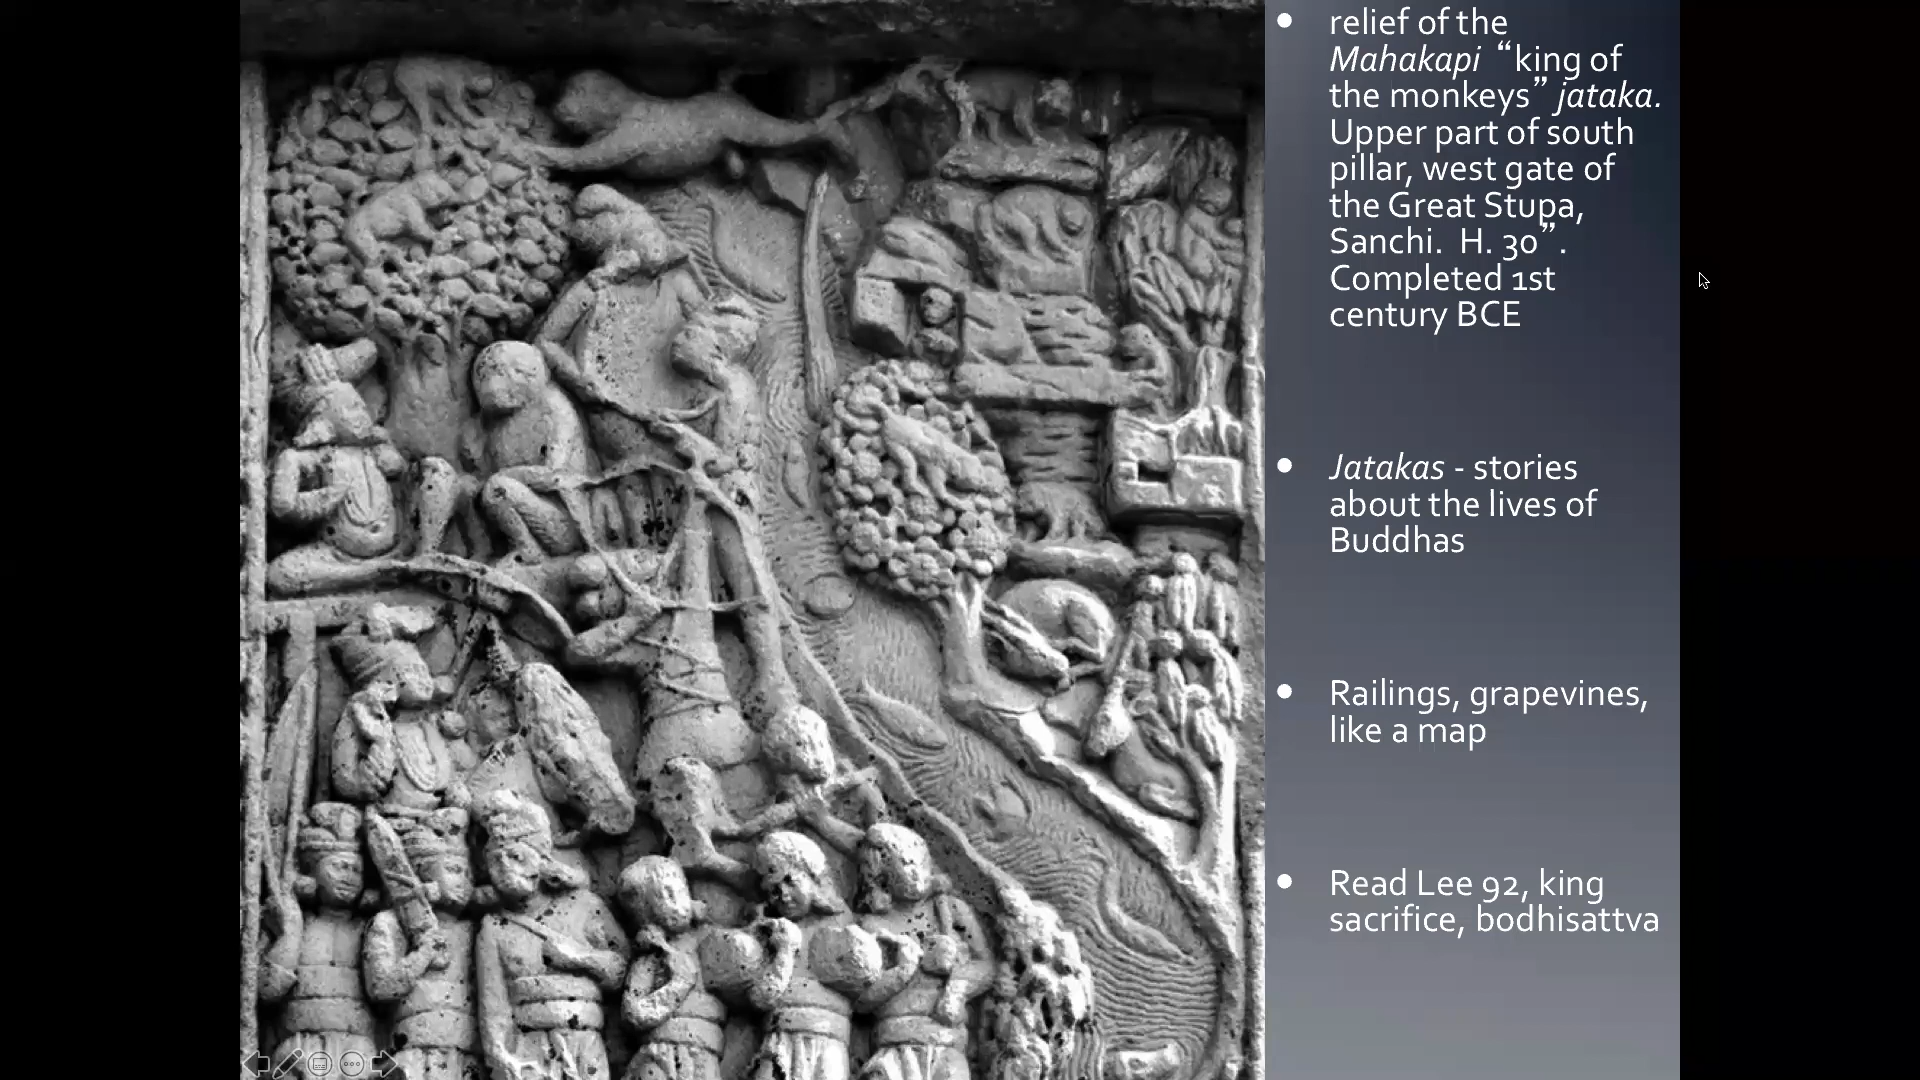 • relief of the
Mahakapi “king of
the monkeys” jataka.
Upper part of south
pillar, west gate of
the Great Stupa,
Sanchi. H. 30”.
Completed 1st
century BCE
• Jatakas - stories
about the lives of
Buddhas
• Railings, grapevines,
like a map
• Read Lee 92, king
sacrifice, bodhisattva